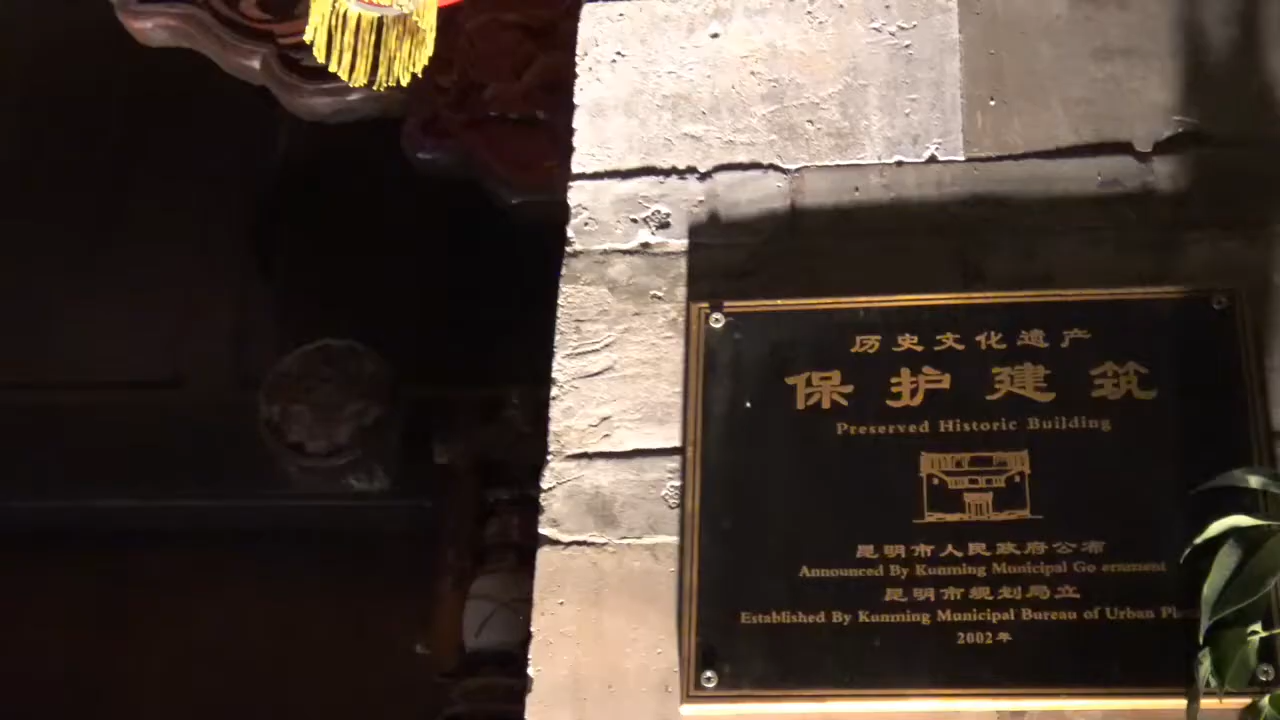 历史文化遗产
保护建筑
Preserved Historic Building
昆明市人民政府公布
Announced By Kunming Municipal Go ernment
昆明市规划局立
Established By Kunming Municipal Bureau of Urban
2002年